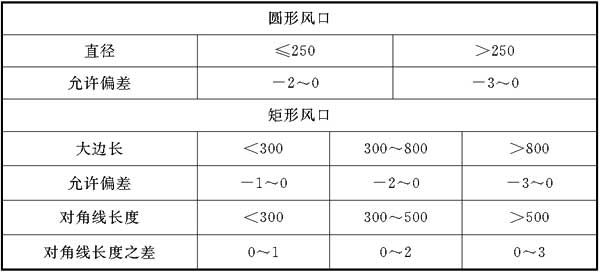 圆形风口
直径 ≤250 >250
允许偏差 -2~0 -3~0
矩形风口
大边长 <300 300~800 >800
允许偏差 -1~0 -2~0 -3~0
对角线长度 <300 300~500 >500
对角线长度之差 0~1 0~2 0~3